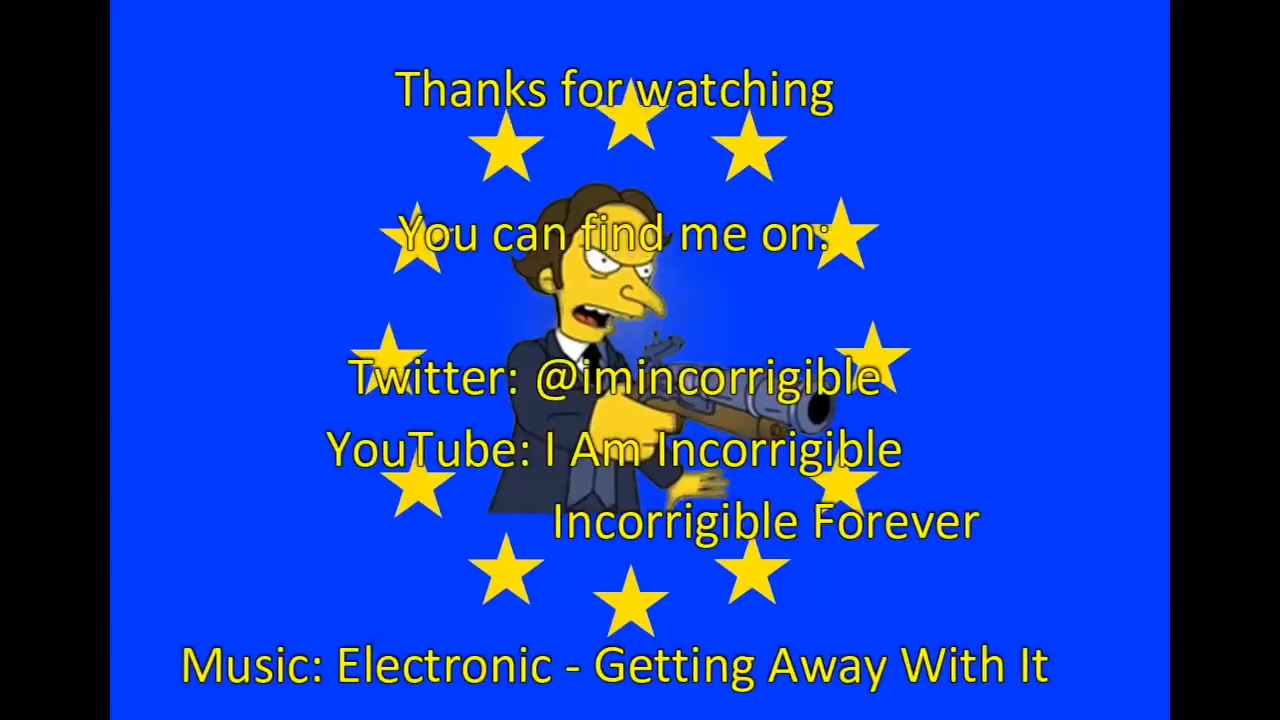 Thanks for watching
You can find me on:
Twitter: @imincorrigible
YouTube: I Am Incorrigible
Incorrigible Forever
Music: Electronic - Getting Away With It